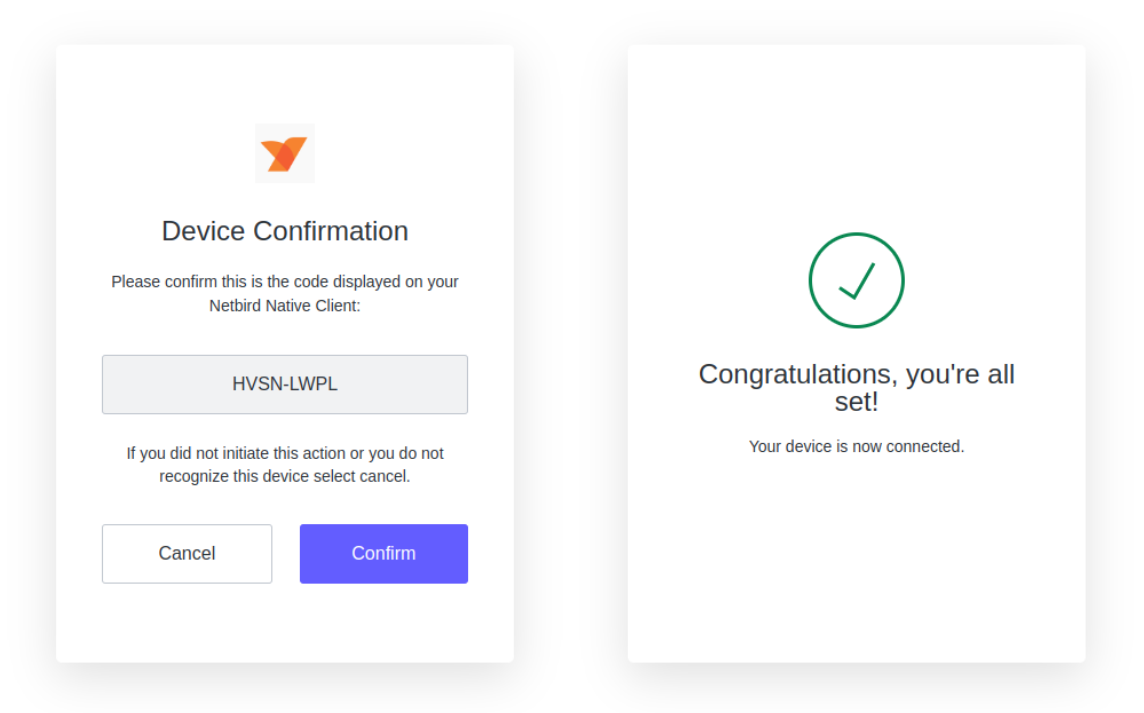 Device Confirmation
Please confirm this is the code displayed on your
Netbird Native Client:
HVSN-LWPL
If you did not initiate this action or you do not
recognize this device select cancel.
Cancel
Confirm
Congratulations, you're all
set!
Your device is now connected.